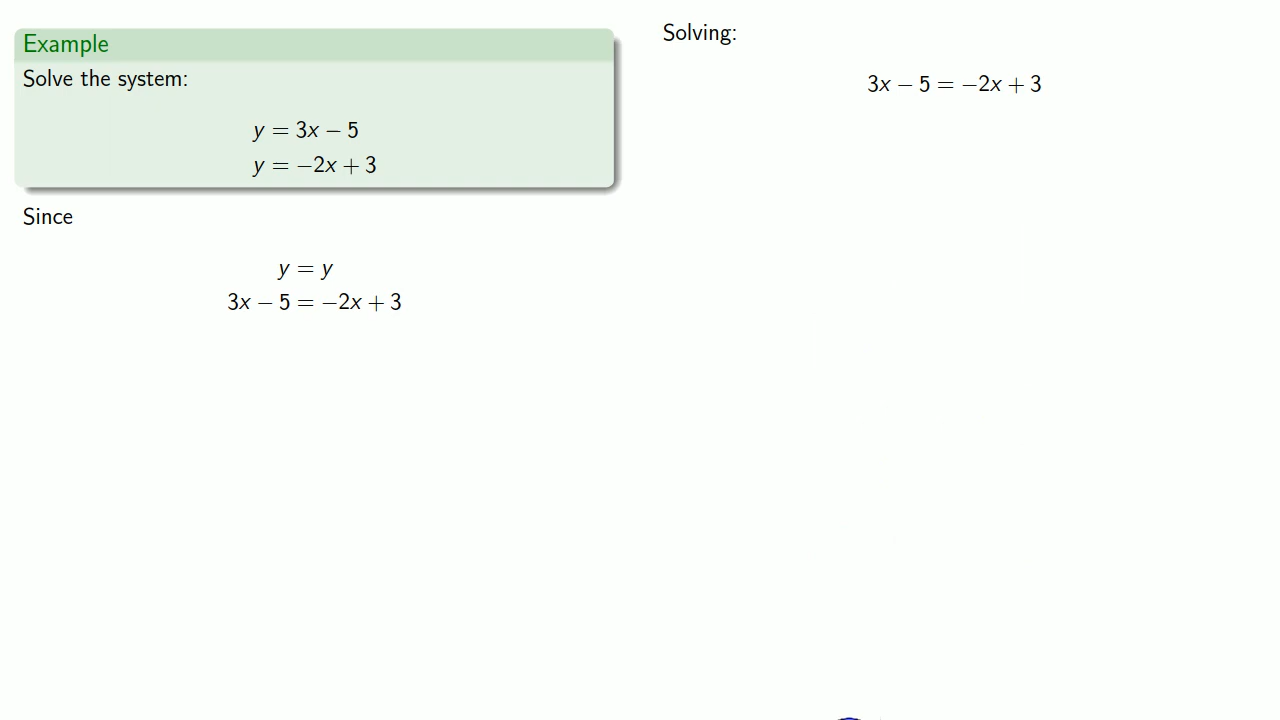 Example
Solve the system:
y = 3x − 5
y = −2x + 3
Since
y = y
3x − 5 = −2x + 3
Solving:
3x − 5 = −2x + 3